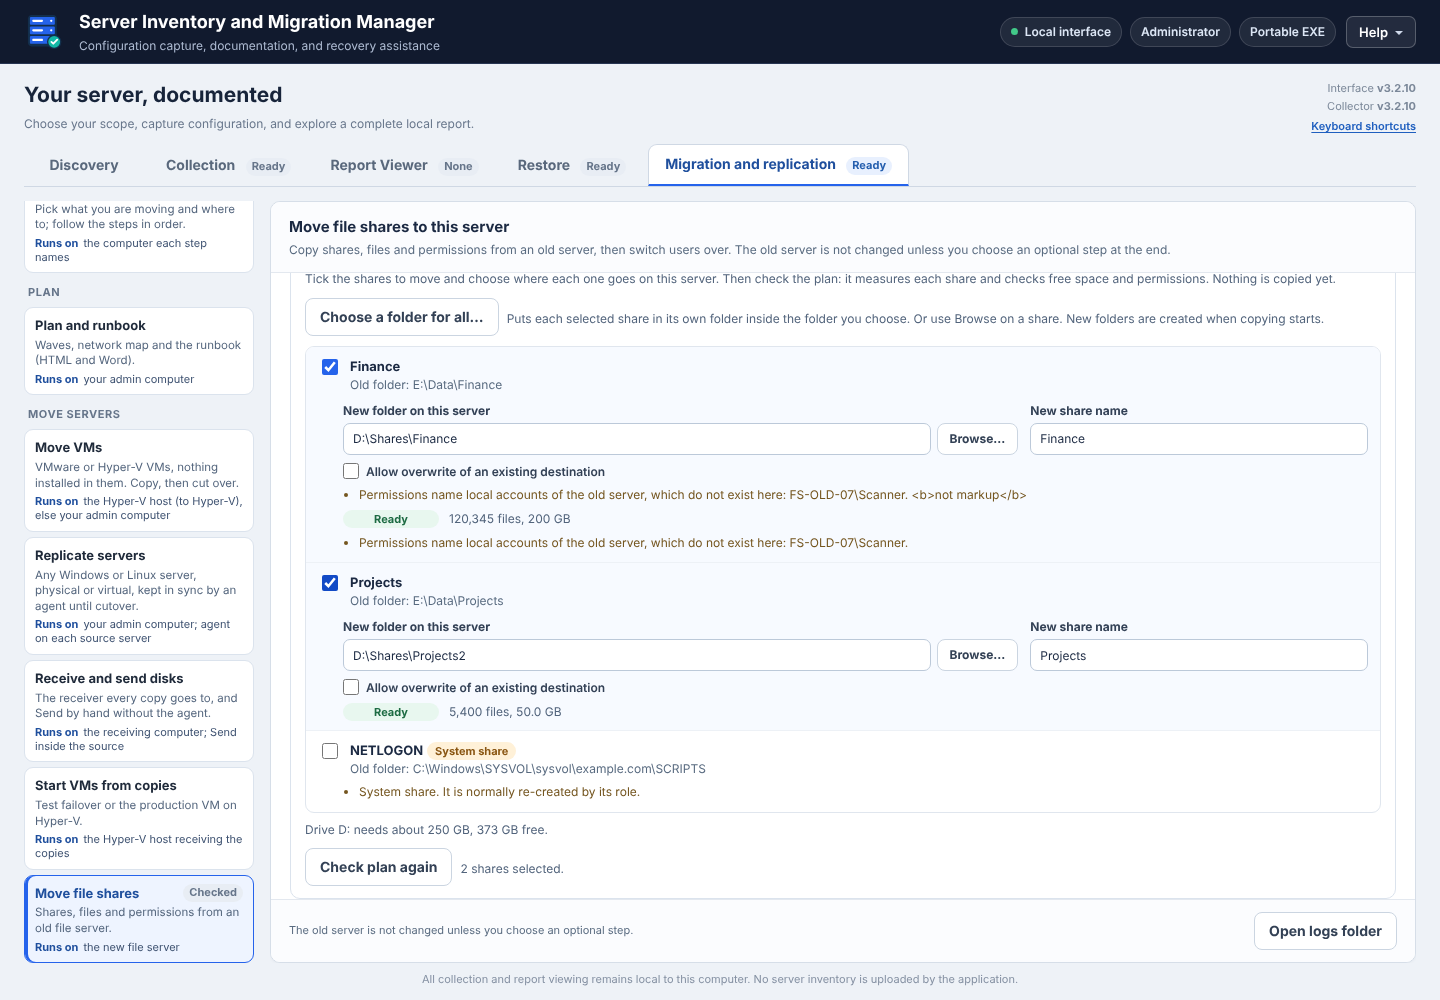 Server Inventory and Migration Manager
Configuration capture, documentation, and recovery assistance
Local interface
Administrator
Portable EXE
Help
Your server, documented
Choose your scope, capture configuration, and explore a complete local report.
Interface v3.2.10
Collector v3.2.10
Keyboard shortcuts
Discovery
Collection Ready
Report Viewer None
Restore Ready
Migration and replication Ready
Pick what you are moving and where
to; follow the steps in order.
Runs on the computer each step
names
PLAN
Plan and runbook
Waves, network map and the runbook
(HTML and Word).
Runs on your admin computer
MOVE SERVERS
Move VMs
VMware or Hyper-V VMs, nothing
installed in them. Copy, then cut over.
Runs on the Hyper-V host (to Hyper-V),
else your admin computer
Replicate servers
Any Windows or Linux server,
physical or virtual, kept in sync by an
agent until cutover.
Runs on your admin computer; agent
on each source server
Receive and send disks
The receiver every copy goes to, and
Send by hand without the agent.
Runs on the receiving computer; Send
inside the source
Start VMs from copies
Test failover or the production VM on
Hyper-V.
Runs on the Hyper-V host receiving the
copies
Move file shares Checked
Shares, files and permissions from an
old file server.
Runs on the new file server
Move file shares to this server
Copy shares, files and permissions from an old server, then switch users over. The old server is not changed unless you choose an optional step at the end.
Tick the shares to move and choose where each one goes on this server. Then check the plan: it measures each share and checks free space and permissions. Nothing is copied yet.
Choose a folder for all...
Puts each selected share in its own folder inside the folder you choose. Or use Browse on a share. New folders are created when copying starts.
Finance
Old folder: E:\Data\Finance
New folder on this server
New share name
D:\Shares\Finance
Browse...
Finance
Allow overwrite of an existing destination
• Permissions name local accounts of the old server, which do not exist here: FS-OLD-07\Scanner. <b>not markup</b>
Ready 120,345 files, 200 GB
• Permissions name local accounts of the old server, which do not exist here: FS-OLD-07\Scanner.
Projects
Old folder: E:\Data\Projects
New folder on this server
New share name
D:\Shares\Projects2
Browse...
Projects
Allow overwrite of an existing destination
Ready 5,400 files, 50.0 GB
NETLOGON System share
Old folder: C:\Windows\SYSVOL\sysvol\example.com\SCRIPTS
• System share. It is normally re-created by its role.
Drive D: needs about 250 GB, 373 GB free.
Check plan again
2 shares selected.
The old server is not changed unless you choose an optional step.
Open logs folder
All collection and report viewing remains local to this computer. No server inventory is uploaded by the application.